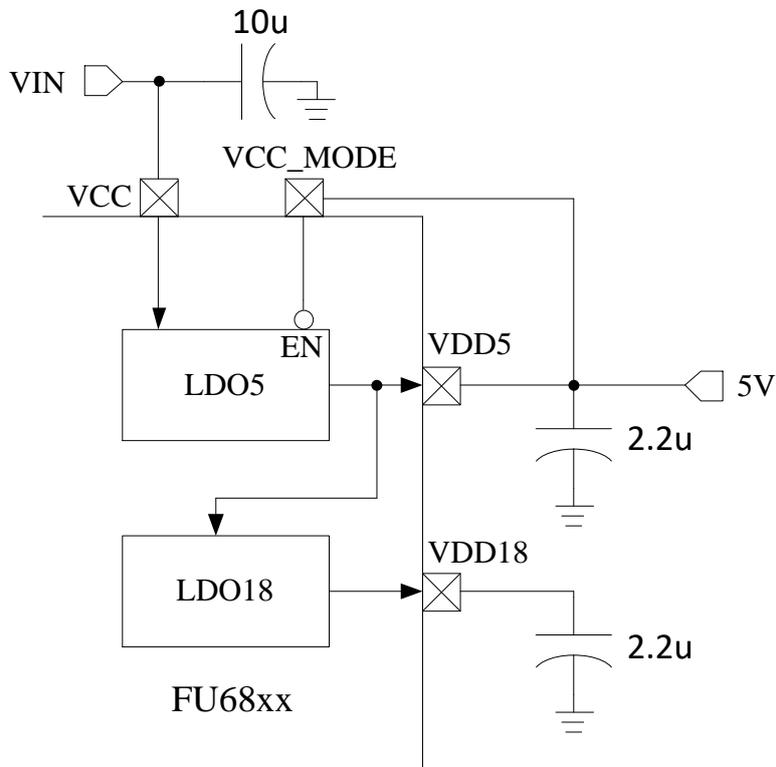 10u
VIN
VCC_MODE
VCC
EN
LDO5
VDD5
5V
2.2u
VDD18
LDO18
2.2u
FU68xx